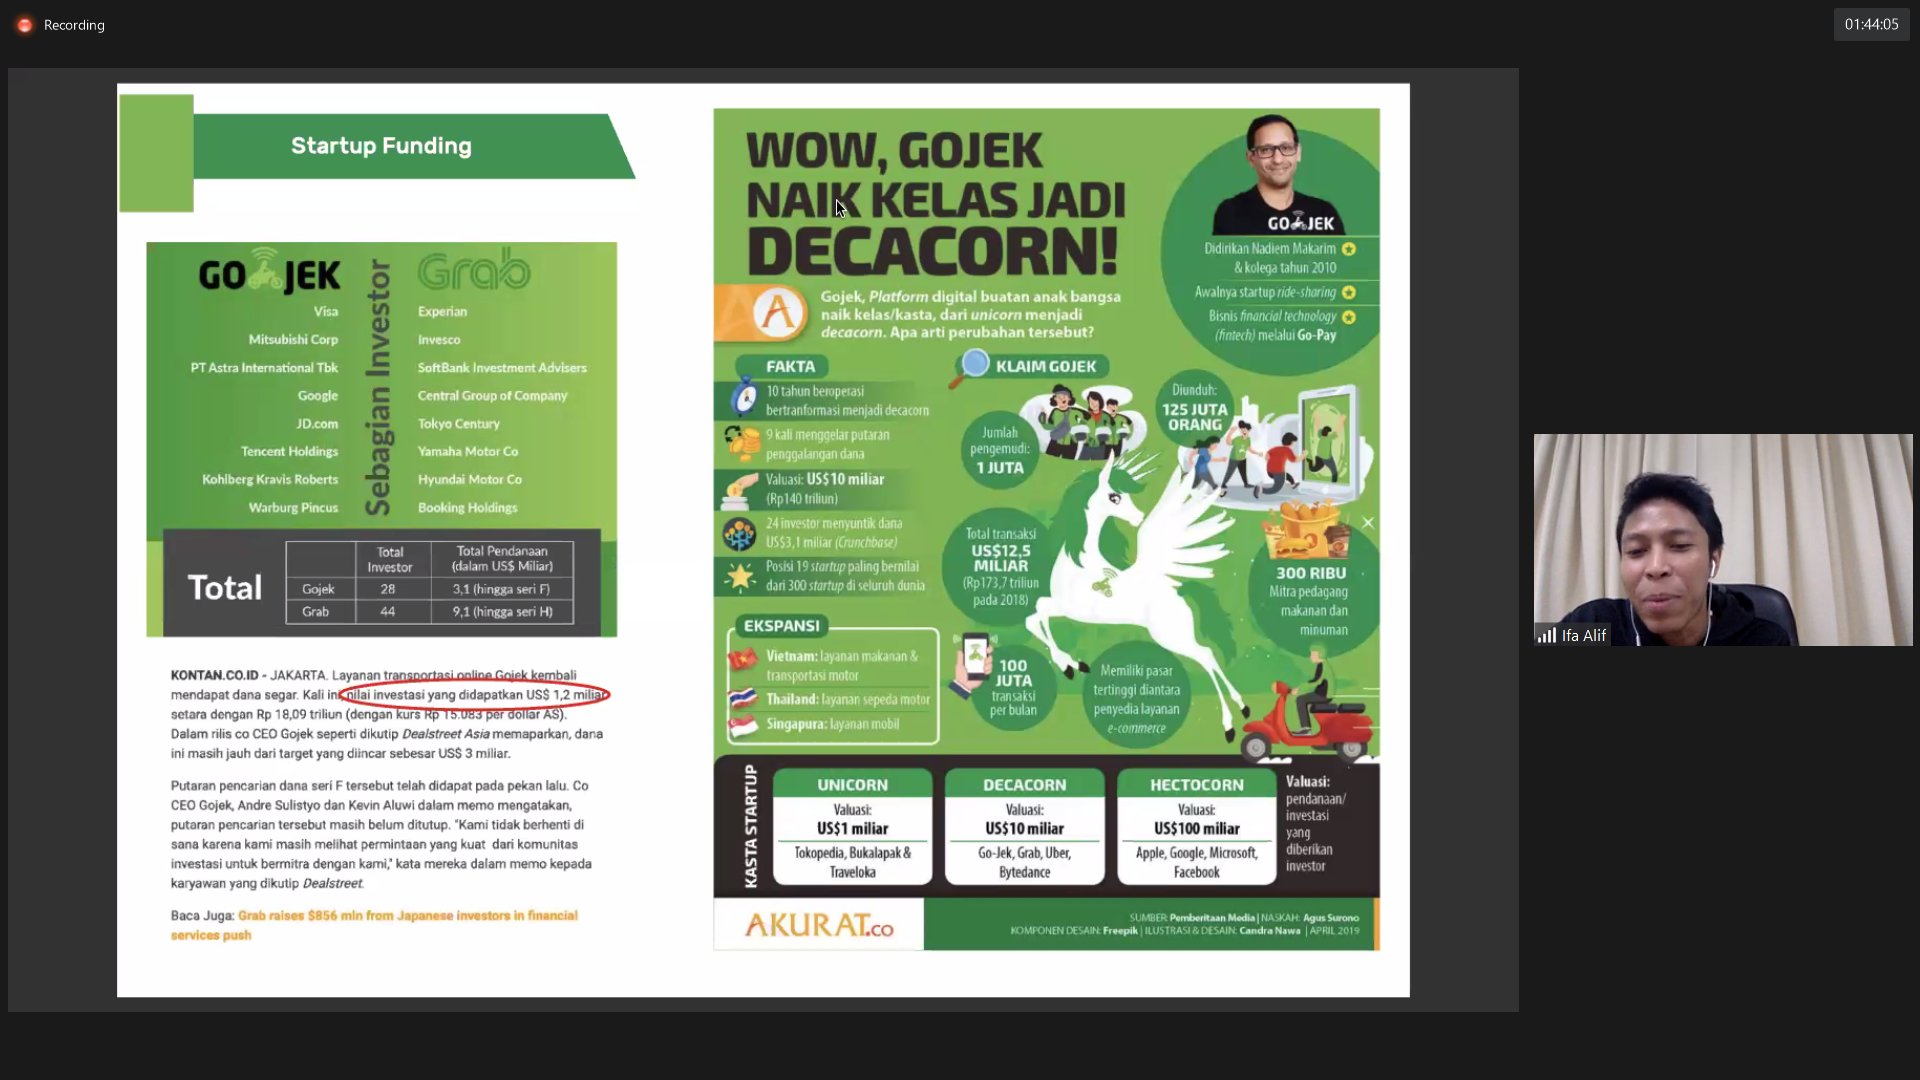 Recording
01:44:05
Startup Funding
GOJEK
Grab
Sebagian Investor
Visa
Mitsubishi Corp
PT Astra International Tbk
Google
JD.com
Tencent Holdings
Kohlberg Kravis Roberts
Warburg Pincus
Experian
Invesco
SoftBank Investment Advisers
Central Group of Company
Tokyo Century
Yamaha Motor Co
Hyundai Motor Co
Booking Holdings
Total
Total Investor
Total Pendanaan (dalam US$ Miliar)
Gojek 28 3,1 (hingga seri F)
Grab 44 9,1 (hingga seri H)
KONTAN.CO.ID - JAKARTA. Layanan transportasi online Gojek kembali
mendapat dana segar. Kali ini, nilai investasi yang didapatkan US$ 1,2 miliar
setara dengan Rp 18,09 triliun (dengan kurs Rp 15.083 per dollar AS).
Dalam rilis co CEO Gojek seperti dikutip Dealstreet Asia memaparkan, dana
ini masih jauh dari target yang diincar sebesar US$ 3 miliar.
Putaran pencarian dana seri F tersebut telah didapat pada pekan lalu. Co
CEO Gojek, Andre Sulistyo dan Kevin Aluwi dalam memo mengatakan,
putaran pencarian tersebut masih belum ditutup. "Kami tidak berhenti di
sana karena kami masih melihat permintaan yang kuat dari komunitas
investasi untuk bermitra dengan kami," kata mereka dalam memo kepada
karyawan yang dikutip Dealstreet.
Baca Juga: Grab raises $856 mln from Japanese investors in financial
services push
WOW, GOJEK
NAIK KELAS JADI
DECACORN!
GOJEK
Didirikan Nadiem Makarim
& kolega tahun 2010
Awalnya startup ride-sharing
Bisnis financial technology
(fintech) melalui Go-Pay
A
Gojek, Platform digital buatan anak bangsa
naik kelas/kasta, dari unicorn menjadi
decacorn. Apa arti perubahan tersebut?
FAKTA
10 tahun beroperasi
bertranformasi menjadi decacorn
9 kali menggelar putaran
penggalangan dana
Valuasi: US$10 miliar
(Rp140 triliun)
24 investor menyuntik dana
US$3,1 miliar (Crunchbase)
Posisi 19 startup paling bernilai
dari 300 startup di seluruh dunia
KLAIM GOJEK
Jumlah
pengemudi:
1 JUTA
Diunduh:
125 JUTA
ORANG
Total transaksi
US$12,5
MILIAR
(Rp173,7 triliun
pada 2018)
300 RIBU
Mitra pedagang
makanan dan
minuman
100
JUTA
transaksi
per bulan
Memiliki pasar
tertinggi diantara
penyedia layanan
e-commerce
EKSPANSI
Vietnam: layanan makanan &
transportasi motor
Thailand: layanan sepeda motor
Singapura: layanan mobil
KASTA STARTUP
UNICORN
Valuasi:
US$1 miliar
Tokopedia, Bukalapak &
Traveloka
DECACORN
Valuasi:
US$10 miliar
Go-Jek, Grab, Uber,
Bytedance
HECTOCORN
Valuasi:
US$100 miliar
Apple, Google, Microsoft,
Facebook
Valuasi:
pendanaan/
investasi
yang
diberikan
investor
AKURAT.co
SUMBER: Pemberitaan Media | NASKAH: Agus Surono
KOMPONEN DESAIN: Freepik | ILUSTRASI & DESAIN: Candra Nawa | APRIL 2019
Ifa Alif